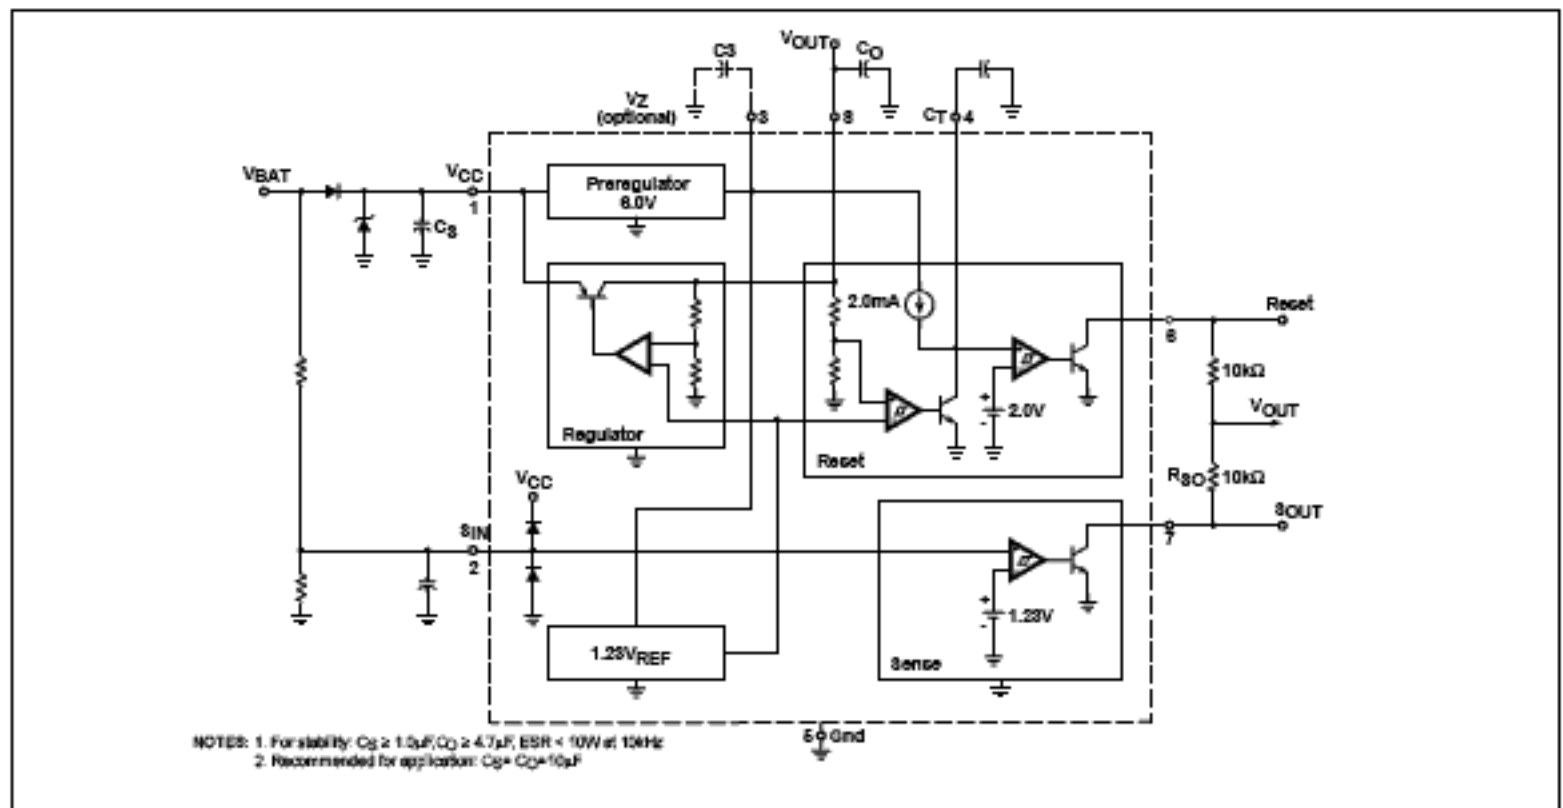 C3
VOUT
CO
VZ
(optional)
3
8
CT
4
VBAT
VCC
1
Preregulator
6.0V
CS
2.0mA
Reset
6
10kΩ
2.0V
VOUT
Regulator
Reset
RSO
10kΩ
VCC
SOUT
7
SIN
2
1.23V
1.23VREF
Sense
5
Gnd
NOTES: 1. For stability: CS ≥ 1.0µF, CO ≥ 4.7µF, ESR < 10W at 10kHz
2. Recommended for application: CS= CO=10µF